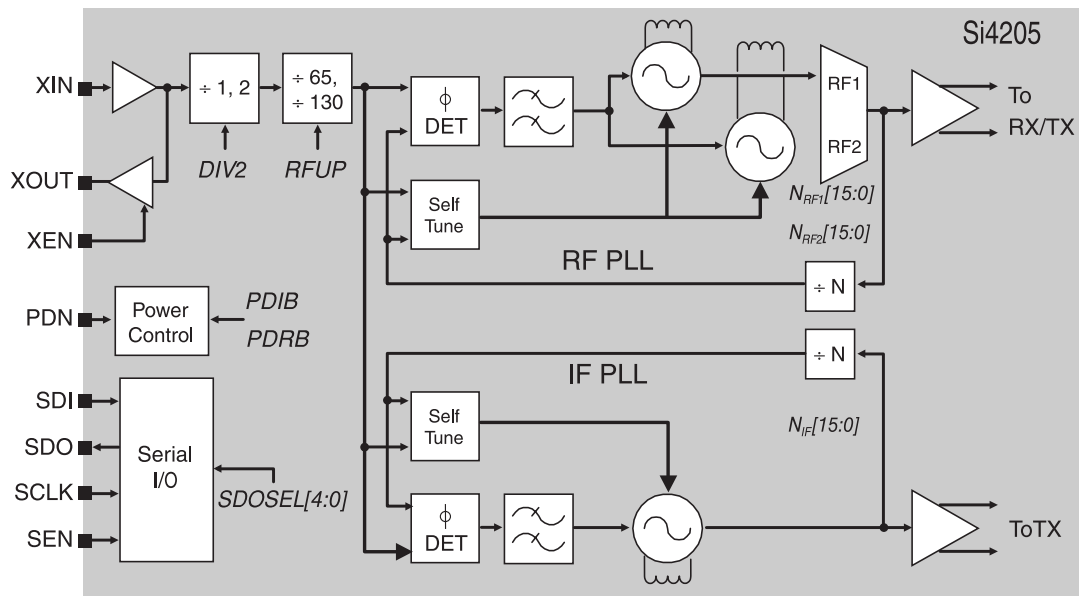 Si4205
XIN
÷ 1, 2
÷ 65,
÷ 130
ϕ
DET
RF1
RF2
To
RX/TX
DIV2
RFUP
XOUT
XEN
Self
Tune
N_RF1[15:0]
N_RF2[15:0]
RF PLL
÷ N
PDN
Power
Control
PDIB
PDRB
÷ N
IF PLL
SDI
SDO
SCLK
SEN
Serial
I/O
SDOSEL[4:0]
Self
Tune
N_IF[15:0]
ϕ
DET
ToTX